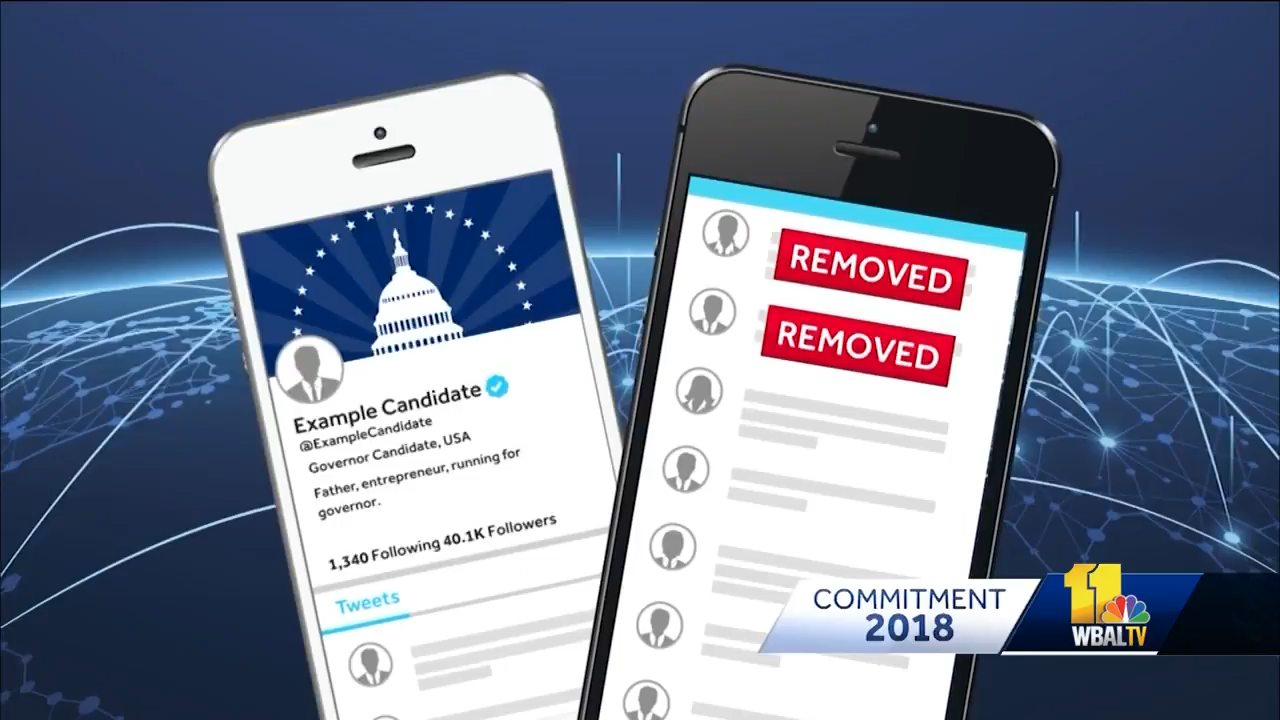 Example Candidate
@ExampleCandidate
Governor Candidate, USA
Father, entrepreneur, running for
governor.
1,340 Following 40.1K Followers
Tweets
REMOVED
REMOVED
COMMITMENT
2018
11
WBALTV